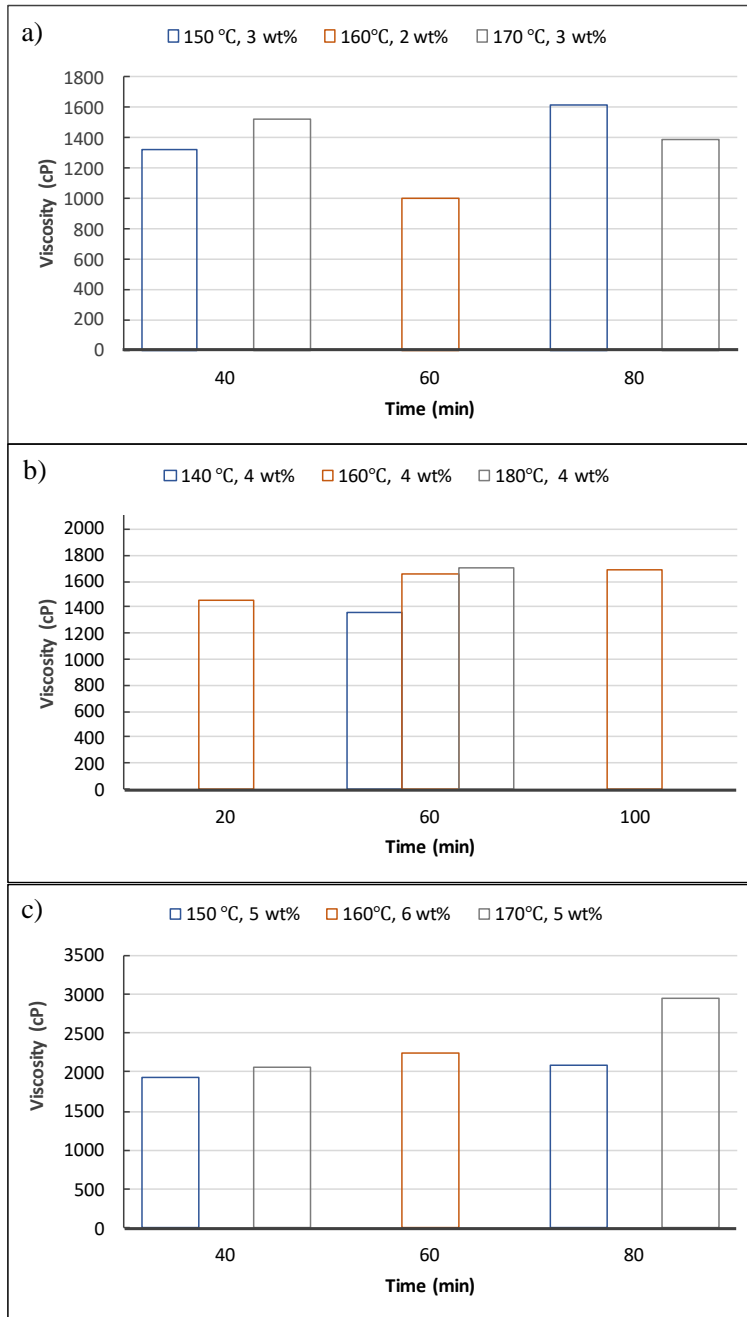 a)
150 ℃, 3 wt% 160℃, 2 wt% 170 ℃, 3 wt%
1800
1600
1400
1200
1000
800
600
400
200
0
Viscosity (cP)
40 60 80
Time (min)
b)
140 ℃, 4 wt% 160℃, 4 wt% 180℃, 4 wt%
2000
1800
1600
1400
1200
1000
800
600
400
200
0
Viscosity (cP)
20 60 100
Time (min)
c)
150 ℃, 5 wt% 160℃, 6 wt% 170℃, 5 wt%
3500
3000
2500
2000
1500
1000
500
0
Viscosity (cP)
40 60 80
Time (min)